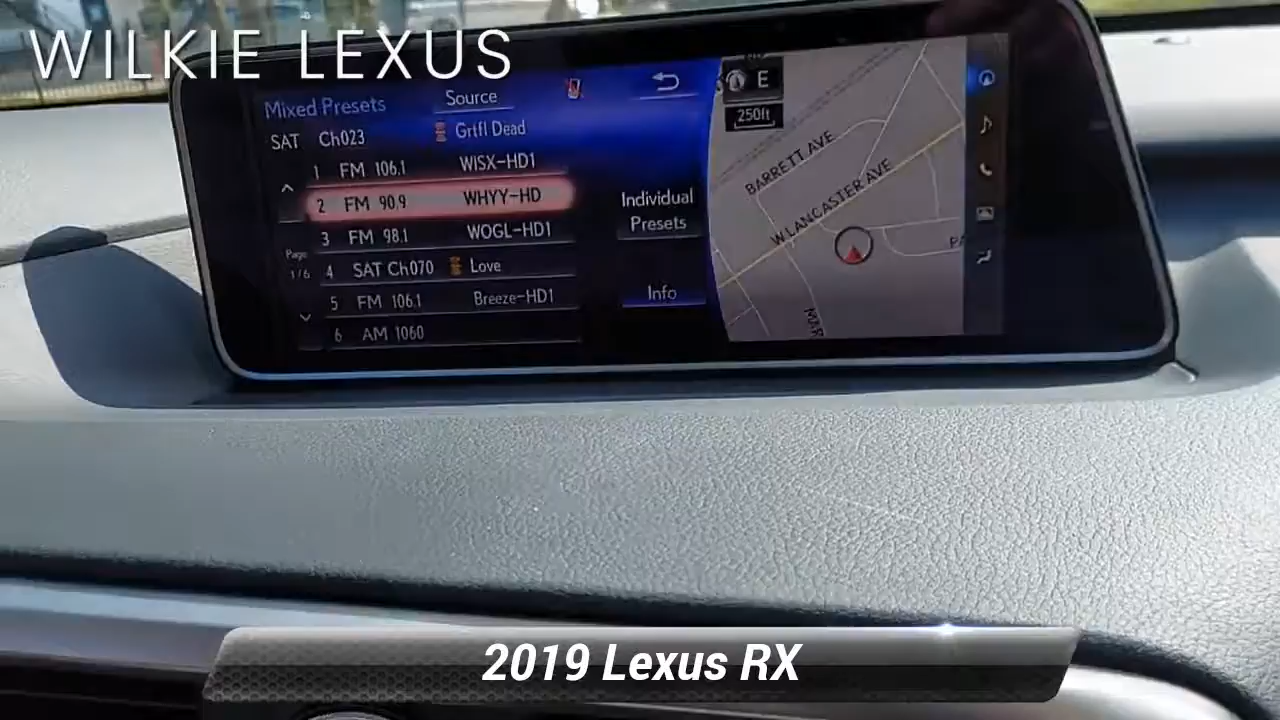 WILKIE LEXUS
Mixed Presets Source
SAT Ch023 Grtfl Dead
1 FM 106.1 WISX-HD1
2 FM 90.9 WHYY-HD
3 FM 98.1 WOGL-HD1
Page
1/6
4 SAT Ch070 Love
5 FM 106.1 Breeze-HD1
6 AM 1060
Individual
Presets
Info
E
250ft
BARRETT AVE
W LANCASTER AVE
PA
MAR
2019 Lexus RX